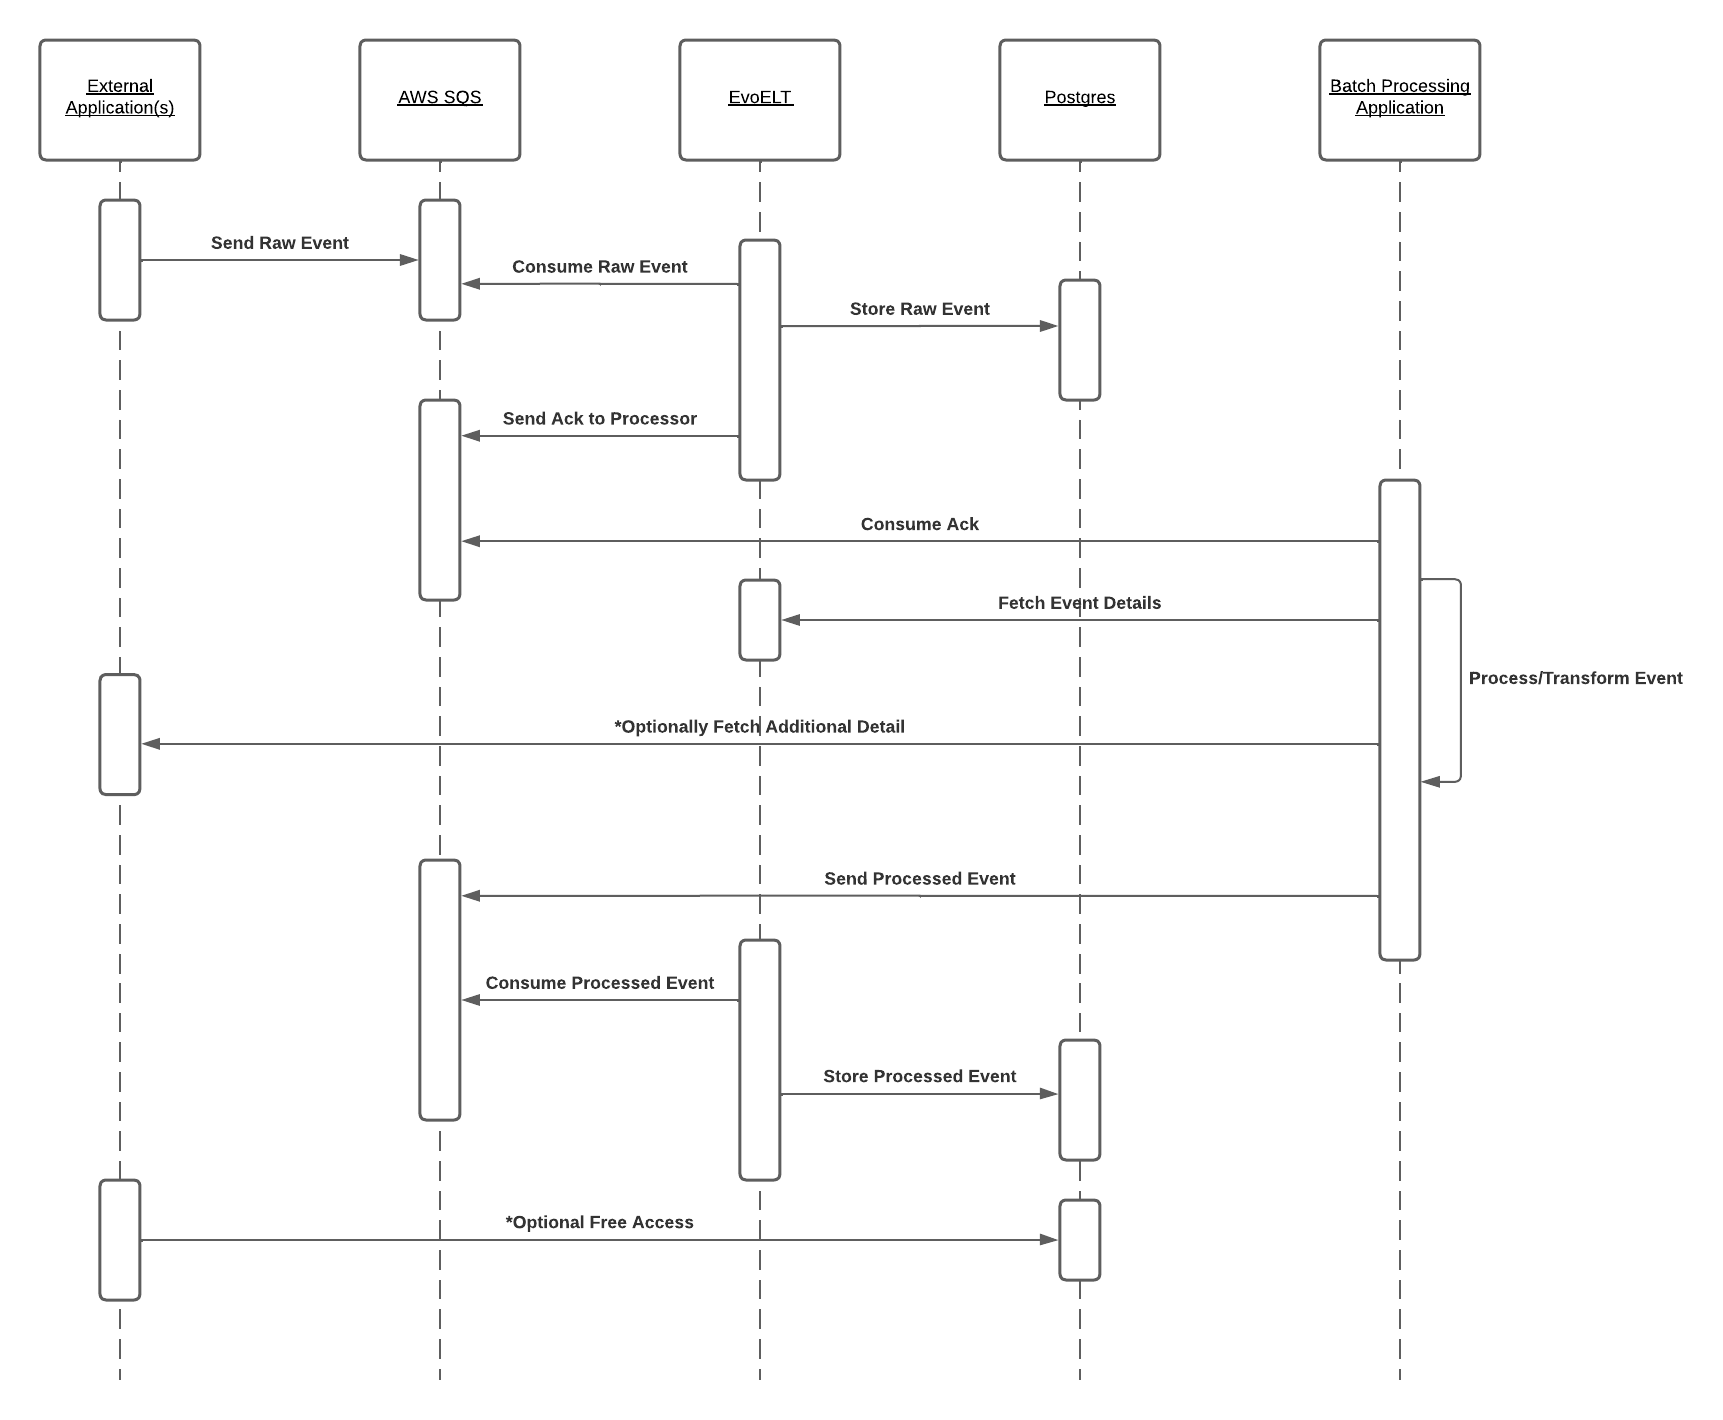 External
Application(s)
AWS SQS
EvoELT
Postgres
Batch Processing
Application
Send Raw Event
Consume Raw Event
Store Raw Event
Send Ack to Processor
Consume Ack
Fetch Event Details
Process/Transform Event
*Optionally Fetch Additional Detail
Send Processed Event
Consume Processed Event
Store Processed Event
*Optional Free Access